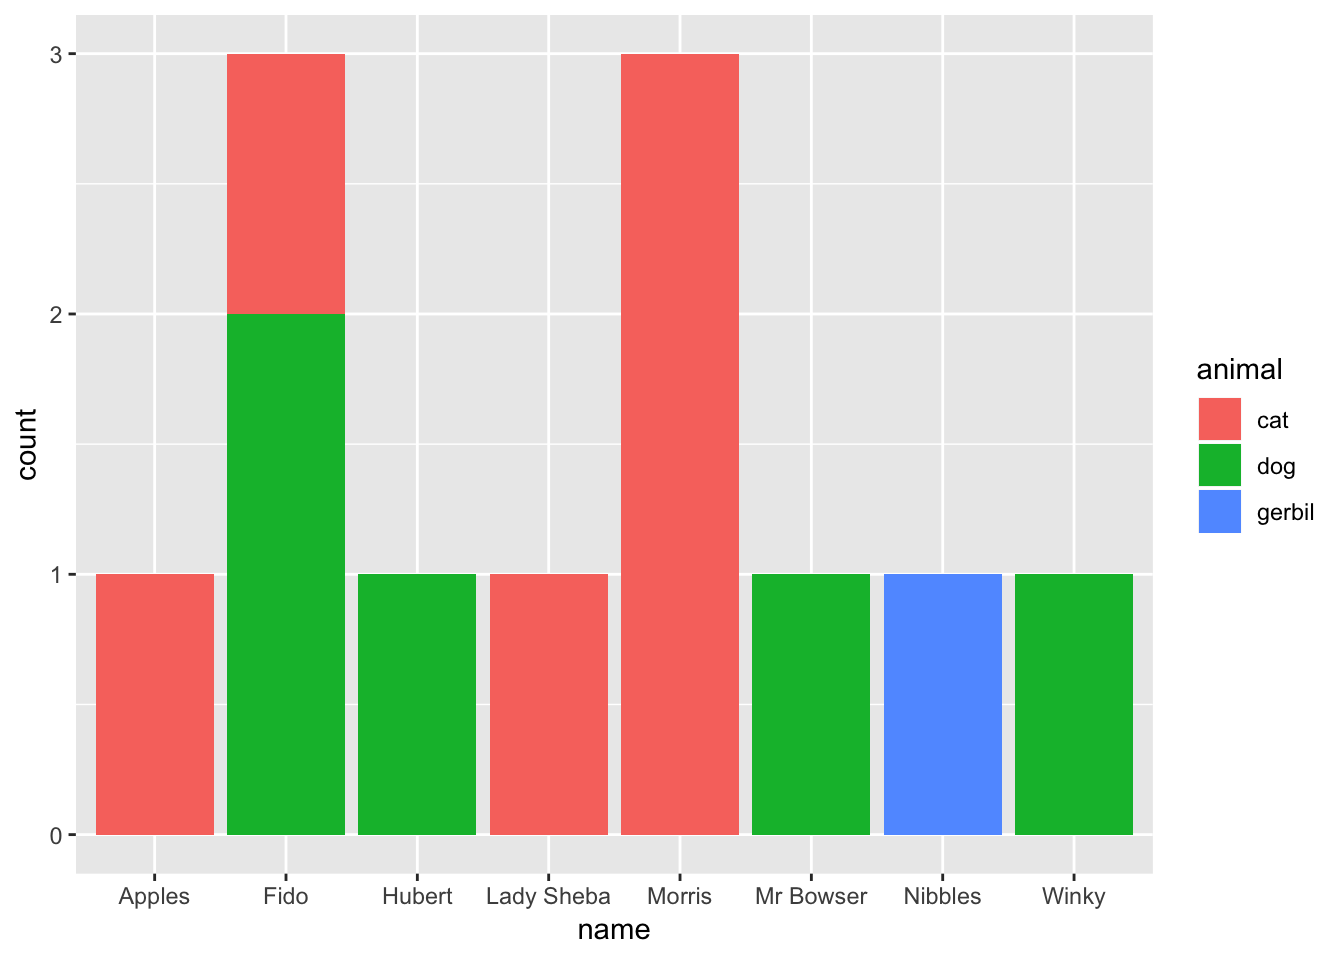 3
2
1
0
count
Apples Fido Hubert Lady Sheba Morris Mr Bowser Nibbles Winky
name
animal
cat
dog
gerbil